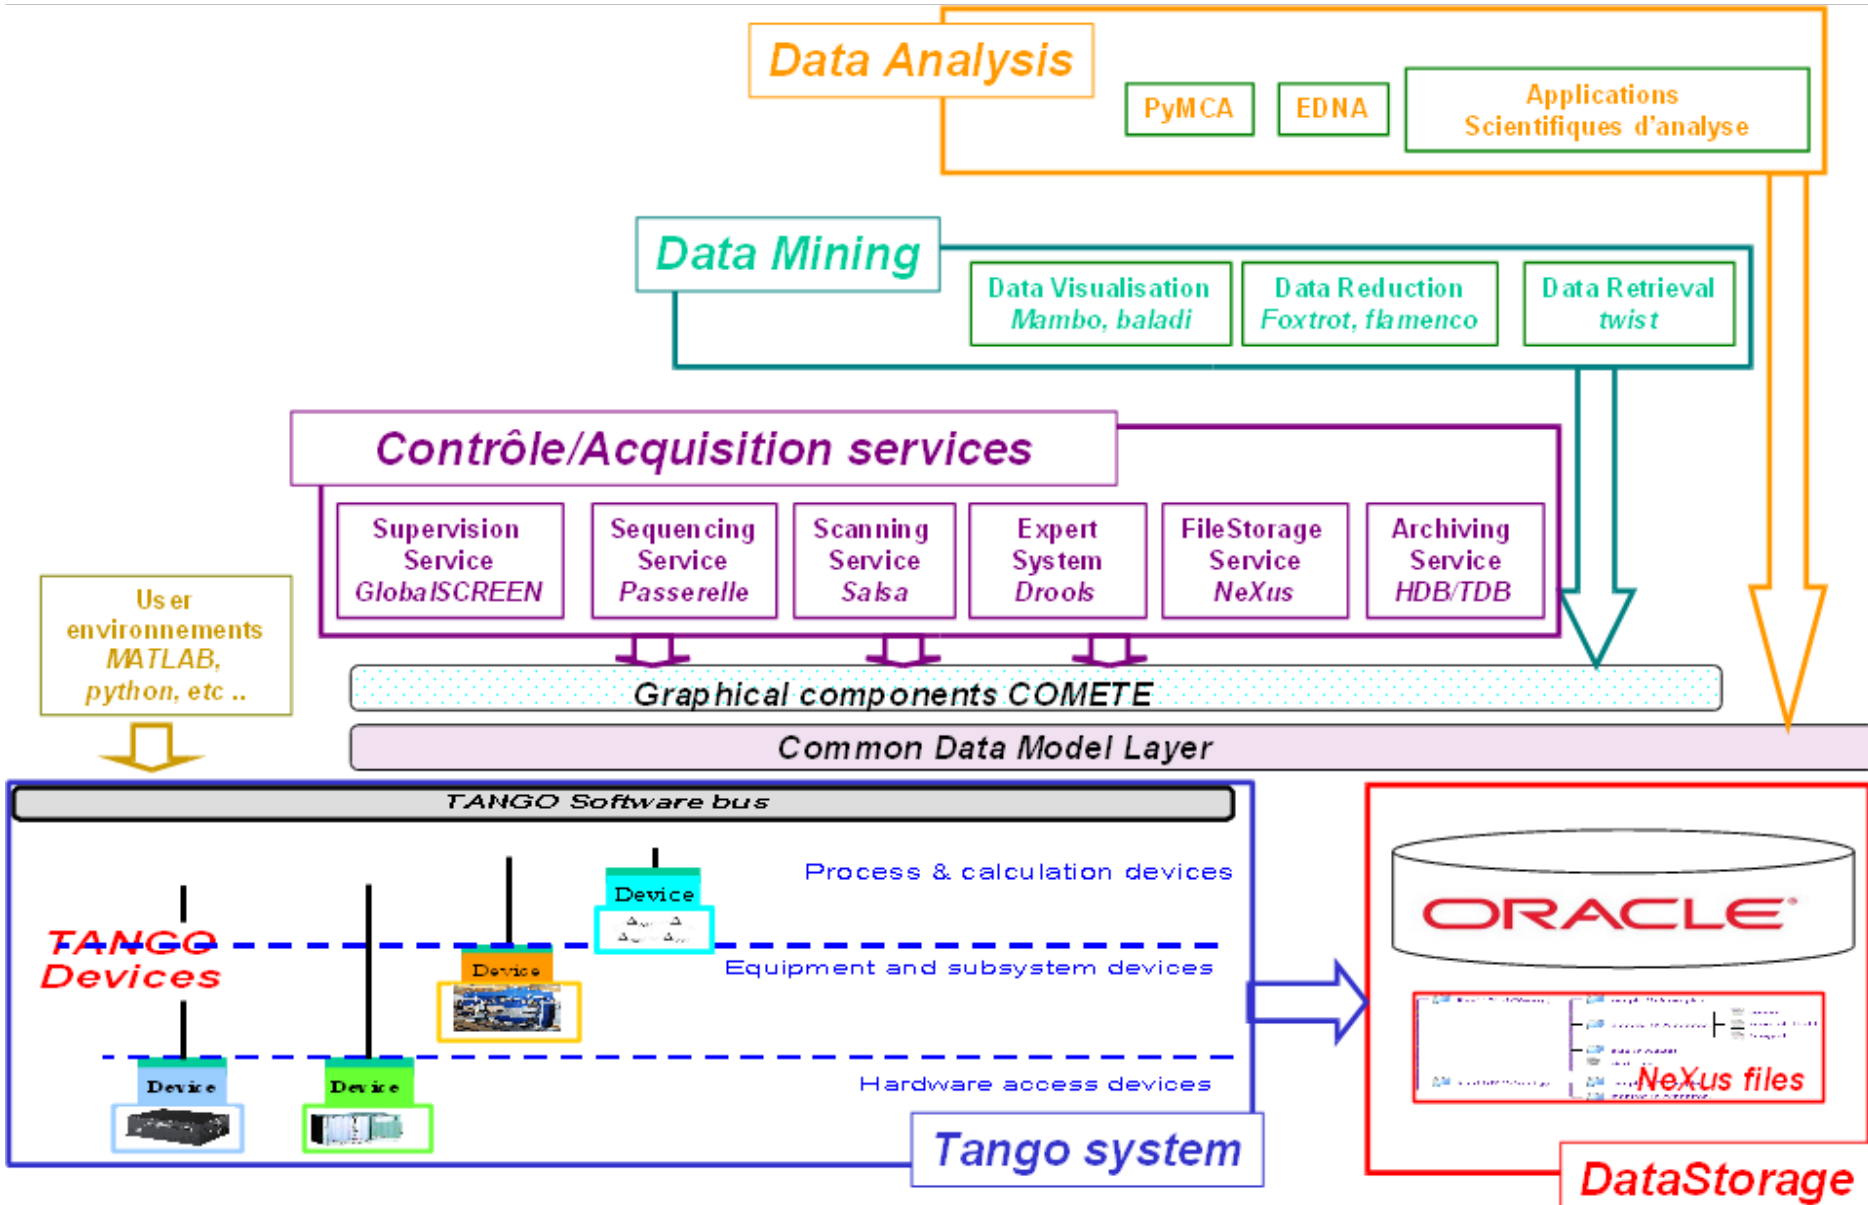 Data Analysis
PyMCA
EDNA
Applications
Scientifiques d'analyse
Data Mining
Data Visualisation
Mambo, baladi
Data Reduction
Foxtrot, flamenco
Data Retrieval
twist
Contrôle/Acquisition services
Supervision
Service
GlobalSCREEN
Sequencing
Service
Passerelle
Scanning
Service
Salsa
Expert
System
Drools
FileStorage
Service
NeXus
Archiving
Service
HDB/TDB
User
environnements
MATLAB,
python, etc ..
Graphical components COMETE
Common Data Model Layer
TANGO Software bus
Process & calculation devices
Device
TANGO
Devices
Device
Equipment and subsystem devices
Device
Device
Hardware access devices
Tango system
ORACLE
NeXus files
DataStorage